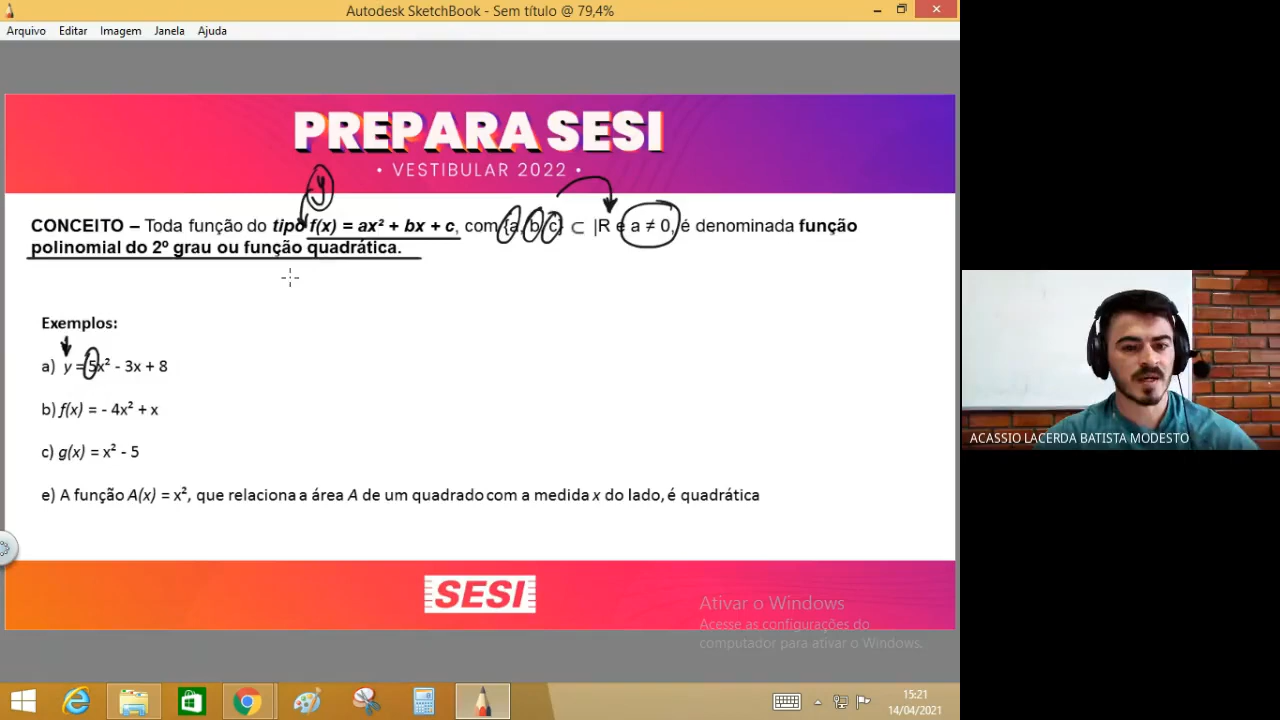 Autodesk SketchBook - Sem título @ 79,4%
Arquivo Editar Imagem Janela Ajuda
PREPARA SESI
• VESTIBULAR 2022 •
y
CONCEITO – Toda função do tipo f(x) = ax² + bx + c, com {a, b, c} ⊂ |R e a ≠ 0, é denominada função
polinomial do 2º grau ou função quadrática.
Exemplos:
a) y = 5x² - 3x + 8
b) f(x) = - 4x² + x
c) g(x) = x² - 5
e) A função A(x) = x², que relaciona a área A de um quadrado com a medida x do lado, é quadrática
ACASSIO LACERDA BATISTA MODESTO
SESI
Ativar o Windows
Acesse as configurações do
computador para ativar o Windows.
15:21
14/04/2021